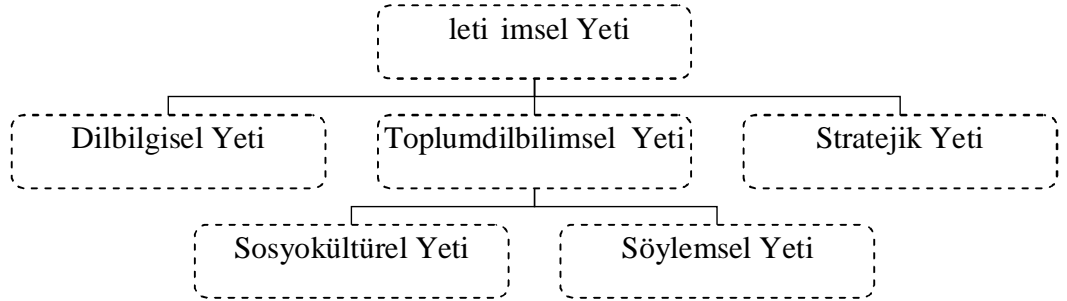 leti imsel Yeti
Dilbilgisel Yeti
Toplumdilbilimsel Yeti
Stratejik Yeti
Sosyokültürel Yeti
Söylemsel Yeti